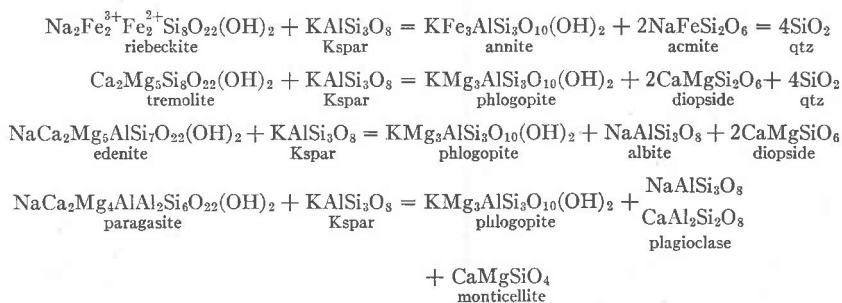 Na₂Fe₂³⁺Fe₂²⁺Si₈O₂₂(OH)₂ + KAlSi₃O₈ = KFe₃AlSi₃O₁₀(OH)₂ + 2NaFeSi₂O₆ = 4SiO₂
riebeckite Kspar annite acmite qtz
Ca₂Mg₅Si₈O₂₂(OH)₂ + KAlSi₃O₈ = KMg₃AlSi₃O₁₀(OH)₂ + 2CaMgSi₂O₆ + 4SiO₂
tremolite Kspar phlogopite diopside qtz
NaCa₂Mg₅AlSi₇O₂₂(OH)₂ + KAlSi₃O₈ = KMg₃AlSi₃O₁₀(OH)₂ + NaAlSi₃O₈ + 2CaMgSiO₆
edenite Kspar phlogopite albite diopside
NaAlSi₃O₈
NaCa₂Mg₄AlAl₂Si₆O₂₂(OH)₂ + KAlSi₃O₈ = KMg₃AlSi₃O₁₀(OH)₂ +
CaAl₂Si₂O₈
paragasite Kspar phlogopite plagioclase
+ CaMgSiO₄
monticellite